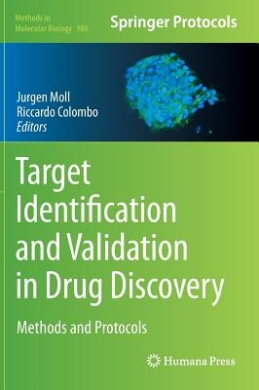 Methods in
Molecular Biology 986
Springer Protocols
Jurgen Moll
Riccardo Colombo
Editors
Target
Identification
and Validation
in Drug Discovery
Methods and Protocols
Humana Press